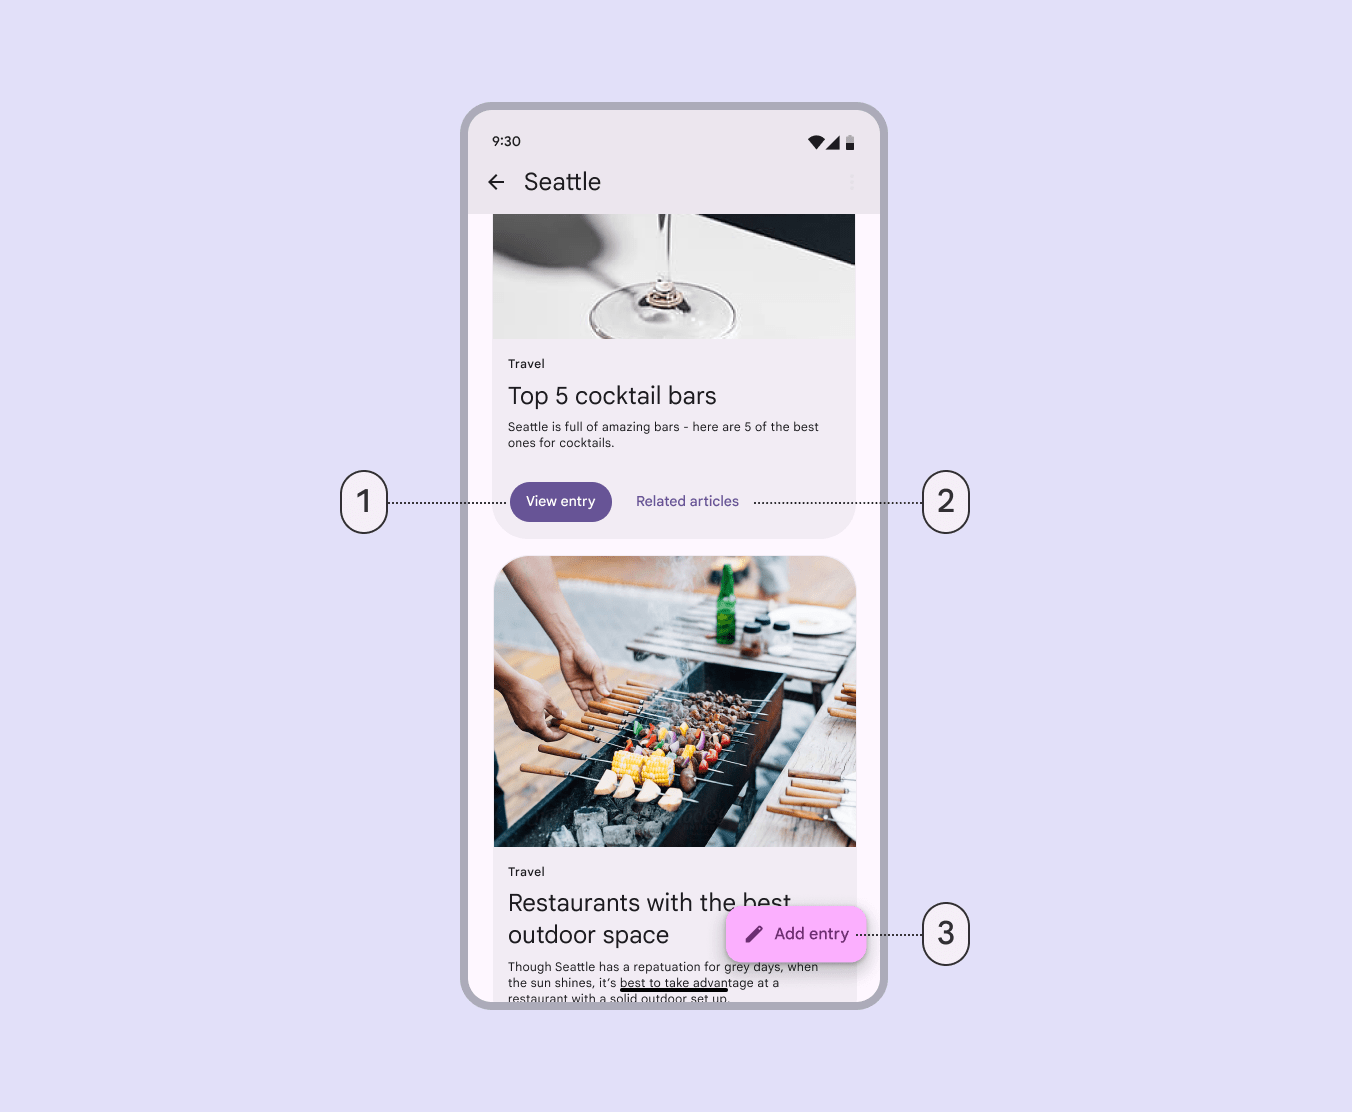 9:30
Seattle
Travel
Top 5 cocktail bars
Seattle is full of amazing bars - here are 5 of the best
ones for cocktails.
1
View entry
Related articles
2
Travel
Restaurants with the best
outdoor space
Add entry
3
Though Seattle has a repatuation for grey days, when
the sun shines, it's best to take advantage at a
restaurant with a solid outdoor set up.